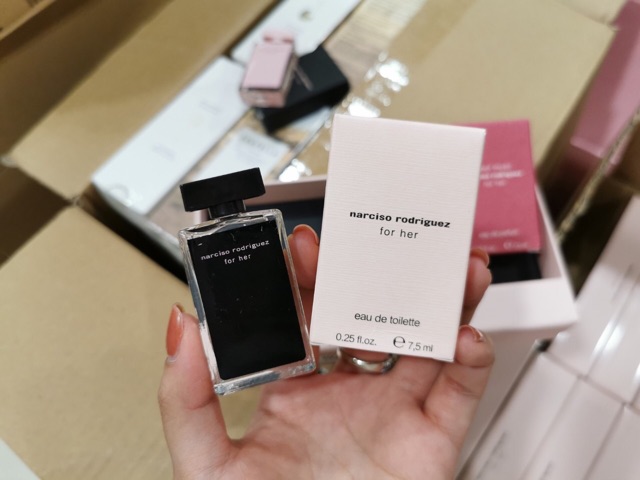 narciso rodriguez
for her
narciso rodriguez
for her
eau de toilette
0.25 fl.oz. ℮ 7,5 ml